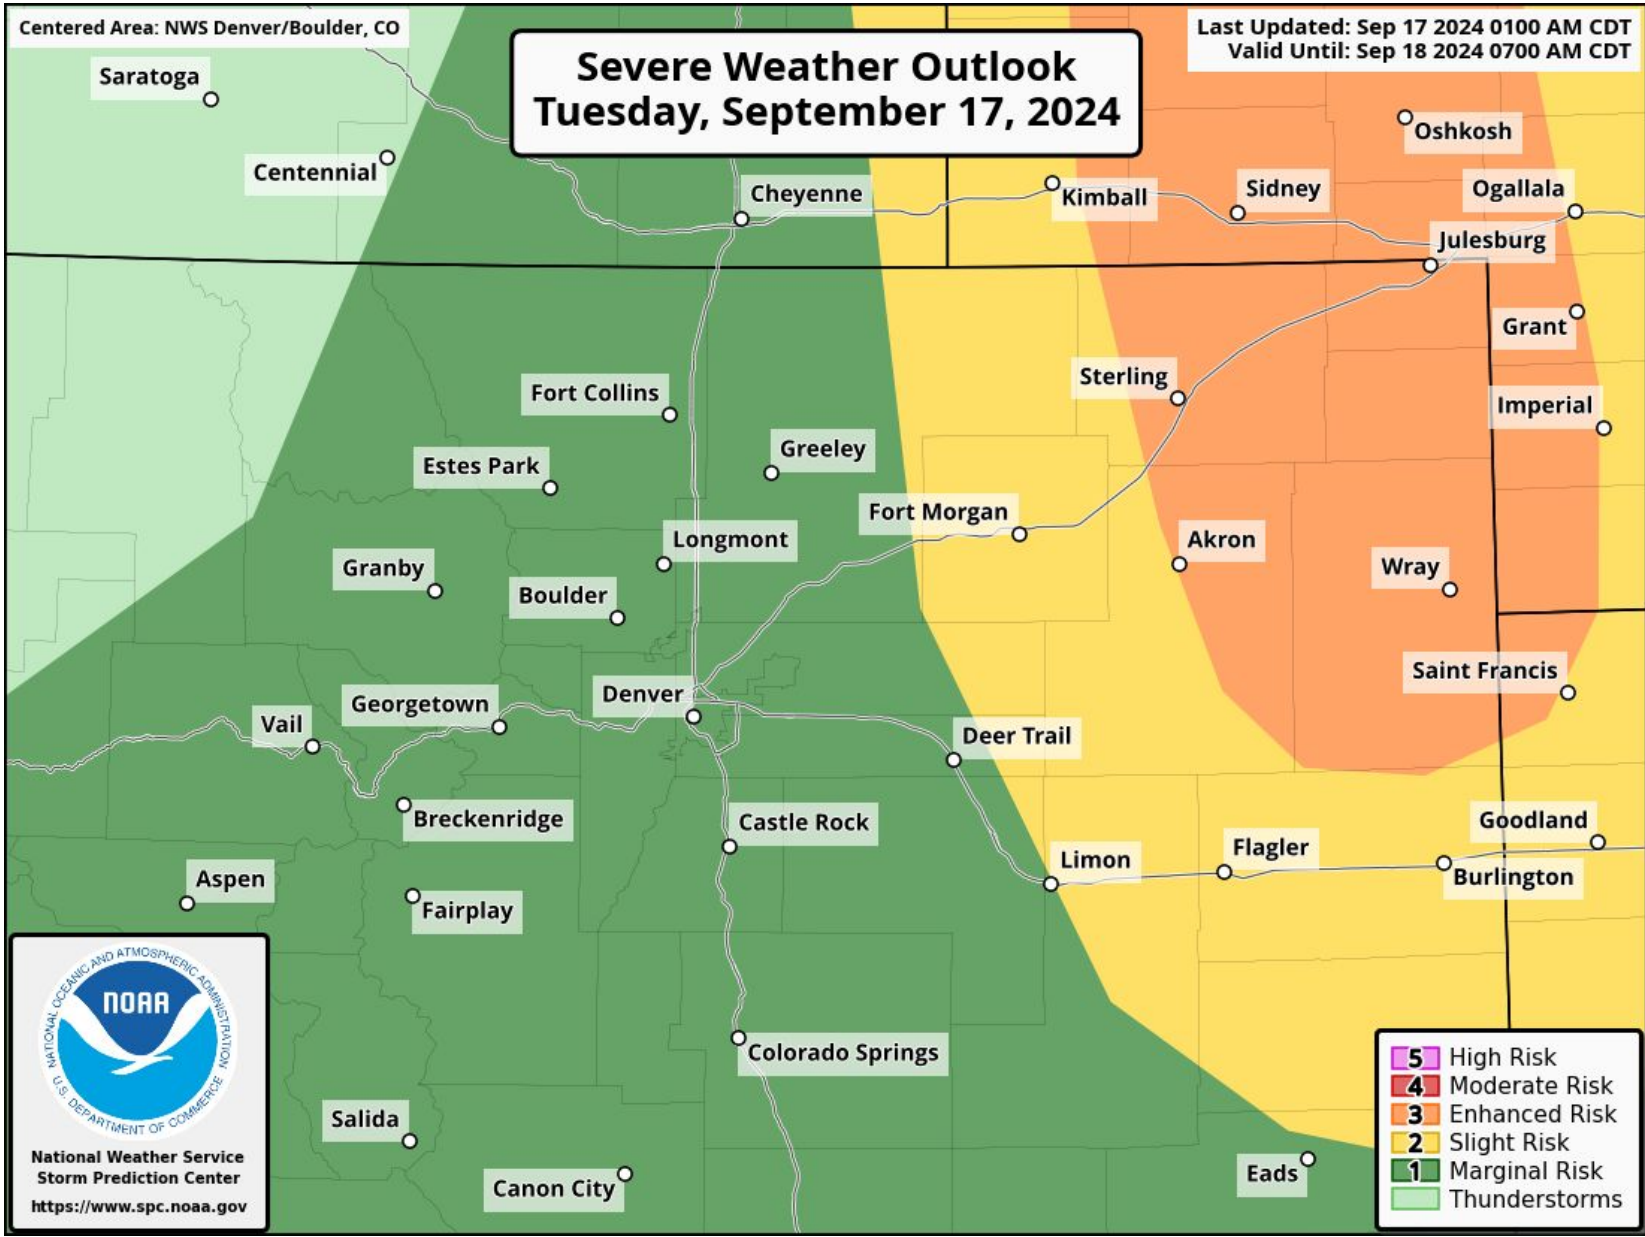 Centered Area: NWS Denver/Boulder, CO
Last Updated: Sep 17 2024 0100 AM CDT
Valid Until: Sep 18 2024 0700 AM CDT
Severe Weather Outlook
Tuesday, September 17, 2024
Saratoga
Oshkosh
Centennial
Cheyenne
Kimball
Sidney
Ogallala
Julesburg
Grant
Fort Collins
Sterling
Imperial
Estes Park
Greeley
Fort Morgan
Longmont
Akron
Granby
Boulder
Wray
Saint Francis
Denver
Georgetown
Vail
Deer Trail
Breckenridge
Castle Rock
Goodland
Limon
Flagler
Burlington
Aspen
Fairplay
Colorado Springs
Salida
Canon City
Eads
NATIONAL OCEANIC AND ATMOSPHERIC ADMINISTRATION
NOAA
U.S. DEPARTMENT OF COMMERCE
National Weather Service
Storm Prediction Center
https://www.spc.noaa.gov
5 High Risk
4 Moderate Risk
3 Enhanced Risk
2 Slight Risk
1 Marginal Risk
Thunderstorms